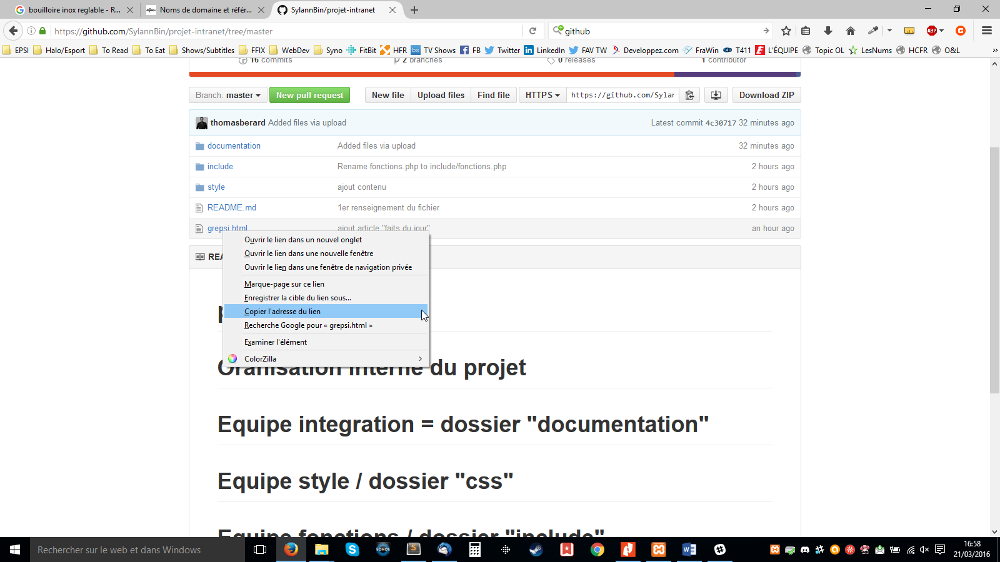 bouilloire inox reglable - R...
Noms de domaine et référ...
SylannBin/projet-intranet
https://github.com/SylannBin/projet-intranet/tree/master
github
ABP
EPSI Halo/Esport To Read To Eat Shows/Subtitles FFIX WebDev Syno FitBit HFR bs TV Shows FB Twitter LinkedIn FAV TW Developpez.com FraWin T411 L'ÉQUIPE Topic OL LesNums HCFR O&L »
16 commits 2 branches 0 releases 1 contributor
Branch: master New pull request New file Upload files Find file HTTPS https://github.com/Sylar Download ZIP
thomasberard Added files via upload Latest commit 4c30717 32 minutes ago
documentation Added files via upload 32 minutes ago
include Rename fonctions.php to include/fonctions.php 2 hours ago
style ajout contenu 2 hours ago
README.md 1er renseignement du fichier 2 hours ago
grepsi.html ajout article "faits du jour" an hour ago
REA
Ouvrir le lien dans un nouvel onglet
Ouvrir le lien dans une nouvelle fenêtre
Ouvrir le lien dans une fenêtre de navigation privée
Marque-page sur ce lien
Enregistrer la cible du lien sous...
Copier l'adresse du lien
Recherche Google pour « grepsi.html »
Examiner l'élément
ColorZilla
Oranisation interne du projet
Equipe integration = dossier "documentation"
Equipe style / dossier "css"
Equipe fonctions / dossier "include"
Rechercher sur le web et dans Windows
SONOS
16:58
21/03/2016